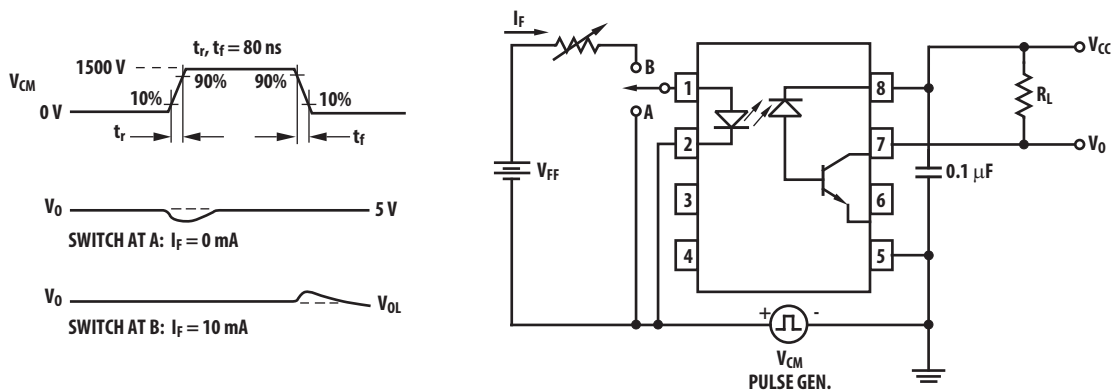 t_r, t_f = 80 ns
V_CM
1500 V
90%
90%
10%
10%
0 V
t_r
t_f
V_O
5 V
SWITCH AT A: I_F = 0 mA
V_O
V_OL
SWITCH AT B: I_F = 10 mA
I_F
B
A
V_FF
1
2
3
4
8
7
6
5
V_CC
R_L
V_O
0.1 μF
+
-
V_CM
PULSE GEN.